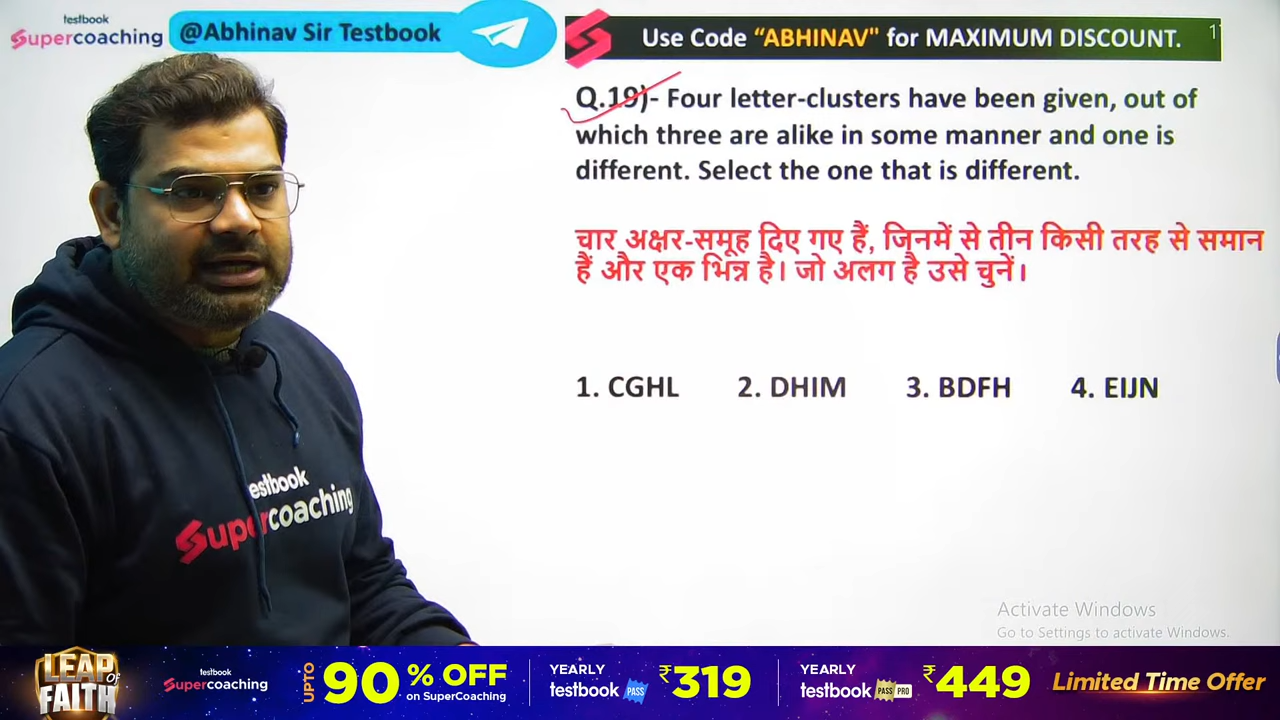 testbook
Supercoaching
@Abhinav Sir Testbook
Use Code “ABHINAV" for MAXIMUM DISCOUNT.
Q.19)- Four letter-clusters have been given, out of
which three are alike in some manner and one is
different. Select the one that is different.
चार अक्षर-समूह दिए गए हैं, जिनमें से तीन किसी तरह से समान
हैं और एक भिन्न है। जो अलग है उसे चुनें।
1. CGHL 2. DHIM 3. BDFH 4. EIJN
estbook
Supercoaching
Activate Windows
Go to Settings to activate Windows.
LEAP OF FAITH
testbook
Supercoaching
UPTO 90% OFF
on SuperCoaching
YEARLY
testbook PASS
₹319
YEARLY
testbook PASS PRO
₹449
Limited Time Offer